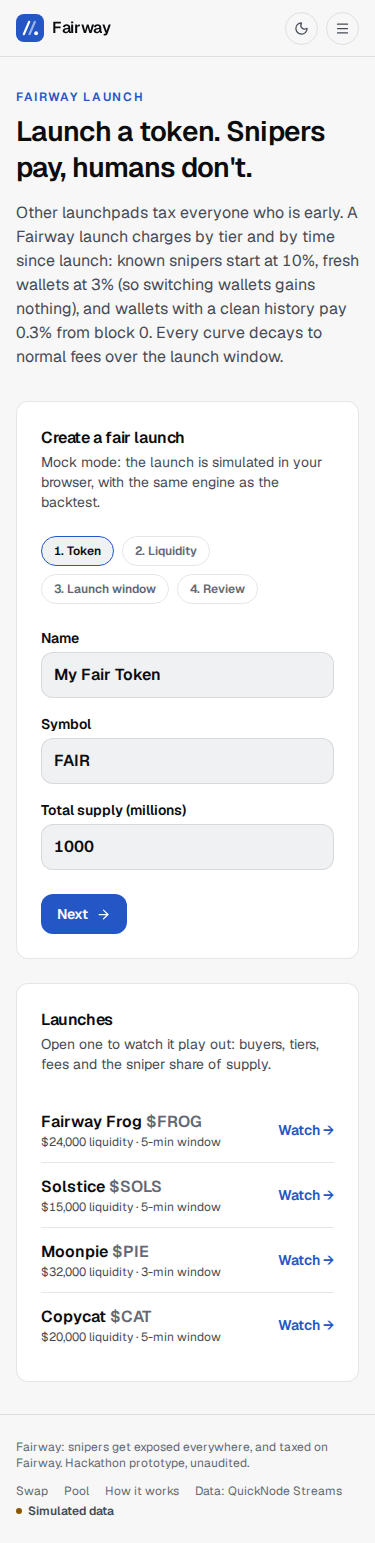 Fairway
FAIRWAY LAUNCH
Launch a token. Snipers
pay, humans don't.
Other launchpads tax everyone who is early. A
Fairway launch charges by tier and by time
since launch: known snipers start at 10%, fresh
wallets at 3% (so switching wallets gains
nothing), and wallets with a clean history pay
0.3% from block 0. Every curve decays to
normal fees over the launch window.
Create a fair launch
Mock mode: the launch is simulated in your
browser, with the same engine as the
backtest.
1. Token 2. Liquidity
3. Launch window 4. Review
Name
My Fair Token
Symbol
FAIR
Total supply (millions)
1000
Next →
Launches
Open one to watch it play out: buyers, tiers,
fees and the sniper share of supply.
Fairway Frog $FROG
$24,000 liquidity · 5-min window
Watch →
Solstice $SOLS
$15,000 liquidity · 5-min window
Watch →
Moonpie $PIE
$32,000 liquidity · 3-min window
Watch →
Copycat $CAT
$20,000 liquidity · 5-min window
Watch →
Fairway: snipers get exposed everywhere, and taxed on
Fairway. Hackathon prototype, unaudited.
Swap Pool How it works Data: QuickNode Streams
Simulated data